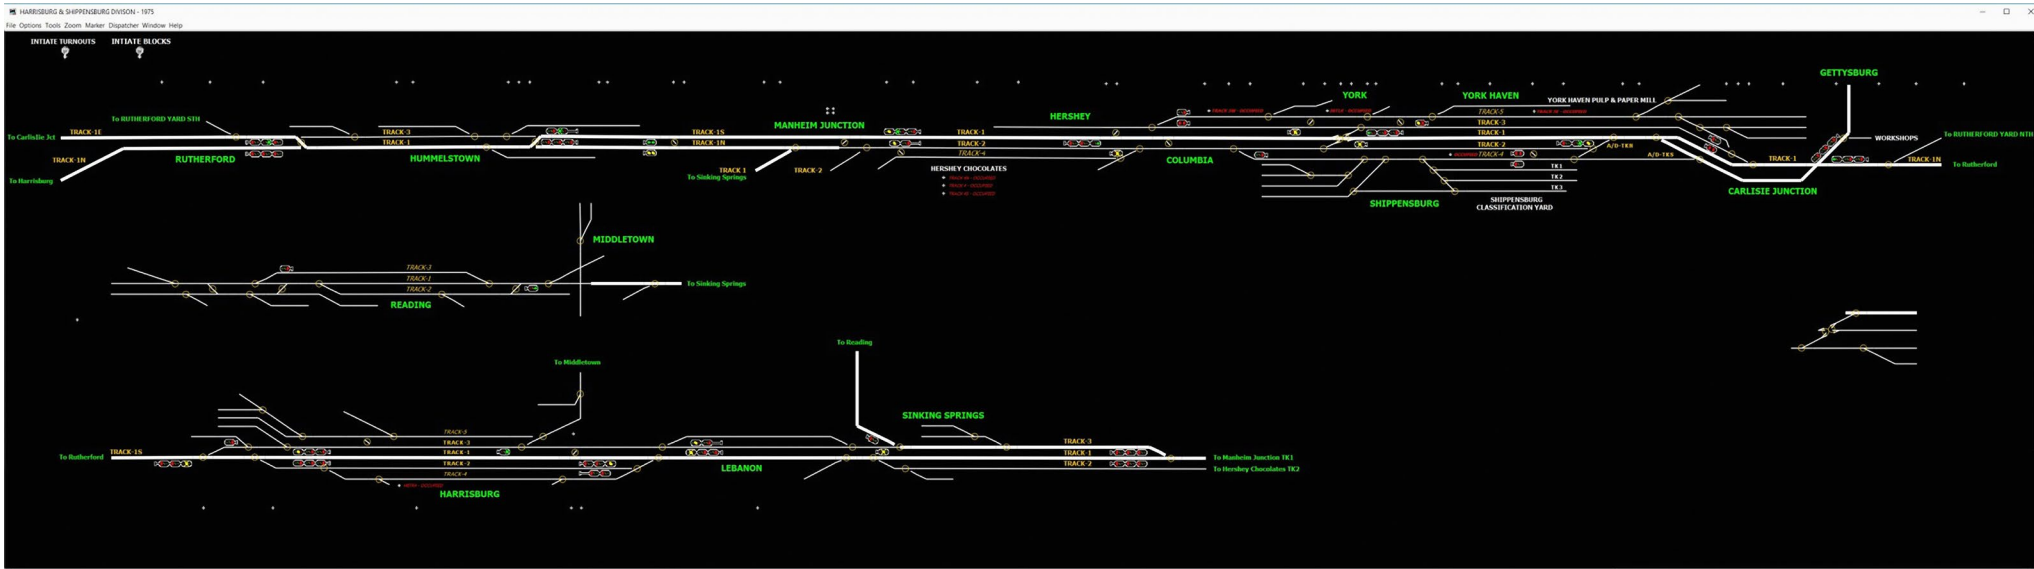 HARRISBURG & SHIPPENSBURG DIVISON - 1975
File Options Tools Zoom Marker Dispatcher Window Help
INTIATE TURNOUTS
INTIATE BLOCKS
GETTYSBURG
YORK
YORK HAVEN
YORK HAVEN PULP & PAPER MILL
To RUTHERFORD YARD STH
MANHEIM JUNCTION
HERSHEY
TRACK-5
To Carlislie Jct
TRACK-1E
TRACK-3
TRACK-1S
TRACK-1
TRACK-3
TRACK-1
WORKSHOPS
To RUTHERFORD YARD NTH
TRACK-1
TRACK-1N
TRACK-2
TRACK-2
A/D-TKH
TRACK-1N
RUTHERFORD
HUMMELSTOWN
TRACK-4
COLUMBIA
TRACK-4
A/D-TKS
TRACK-1
TRACK-1N
To Rutherford
To Harrisburg
TRACK 1
TRACK-2
To Sinking Springs
HERSHEY CHOCOLATES
TK1
TK2
TK3
CARLISIE JUNCTION
SHIPPENSBURG
SHIPPENSBURG
CLASSIFICATION YARD
MIDDLETOWN
TRACK-3
TRACK-1
TRACK-2
To Sinking Springs
READING
To Reading
To Middletown
SINKING SPRINGS
TRACK-5
TRACK-3
TRACK-3
To Rutherford
TRACK-1S
TRACK-1
TRACK-1
To Manheim Junction TK1
TRACK-2
LEBANON
TRACK-2
To Hershey Chocolates TK2
TRACK-4
HARRISBURG